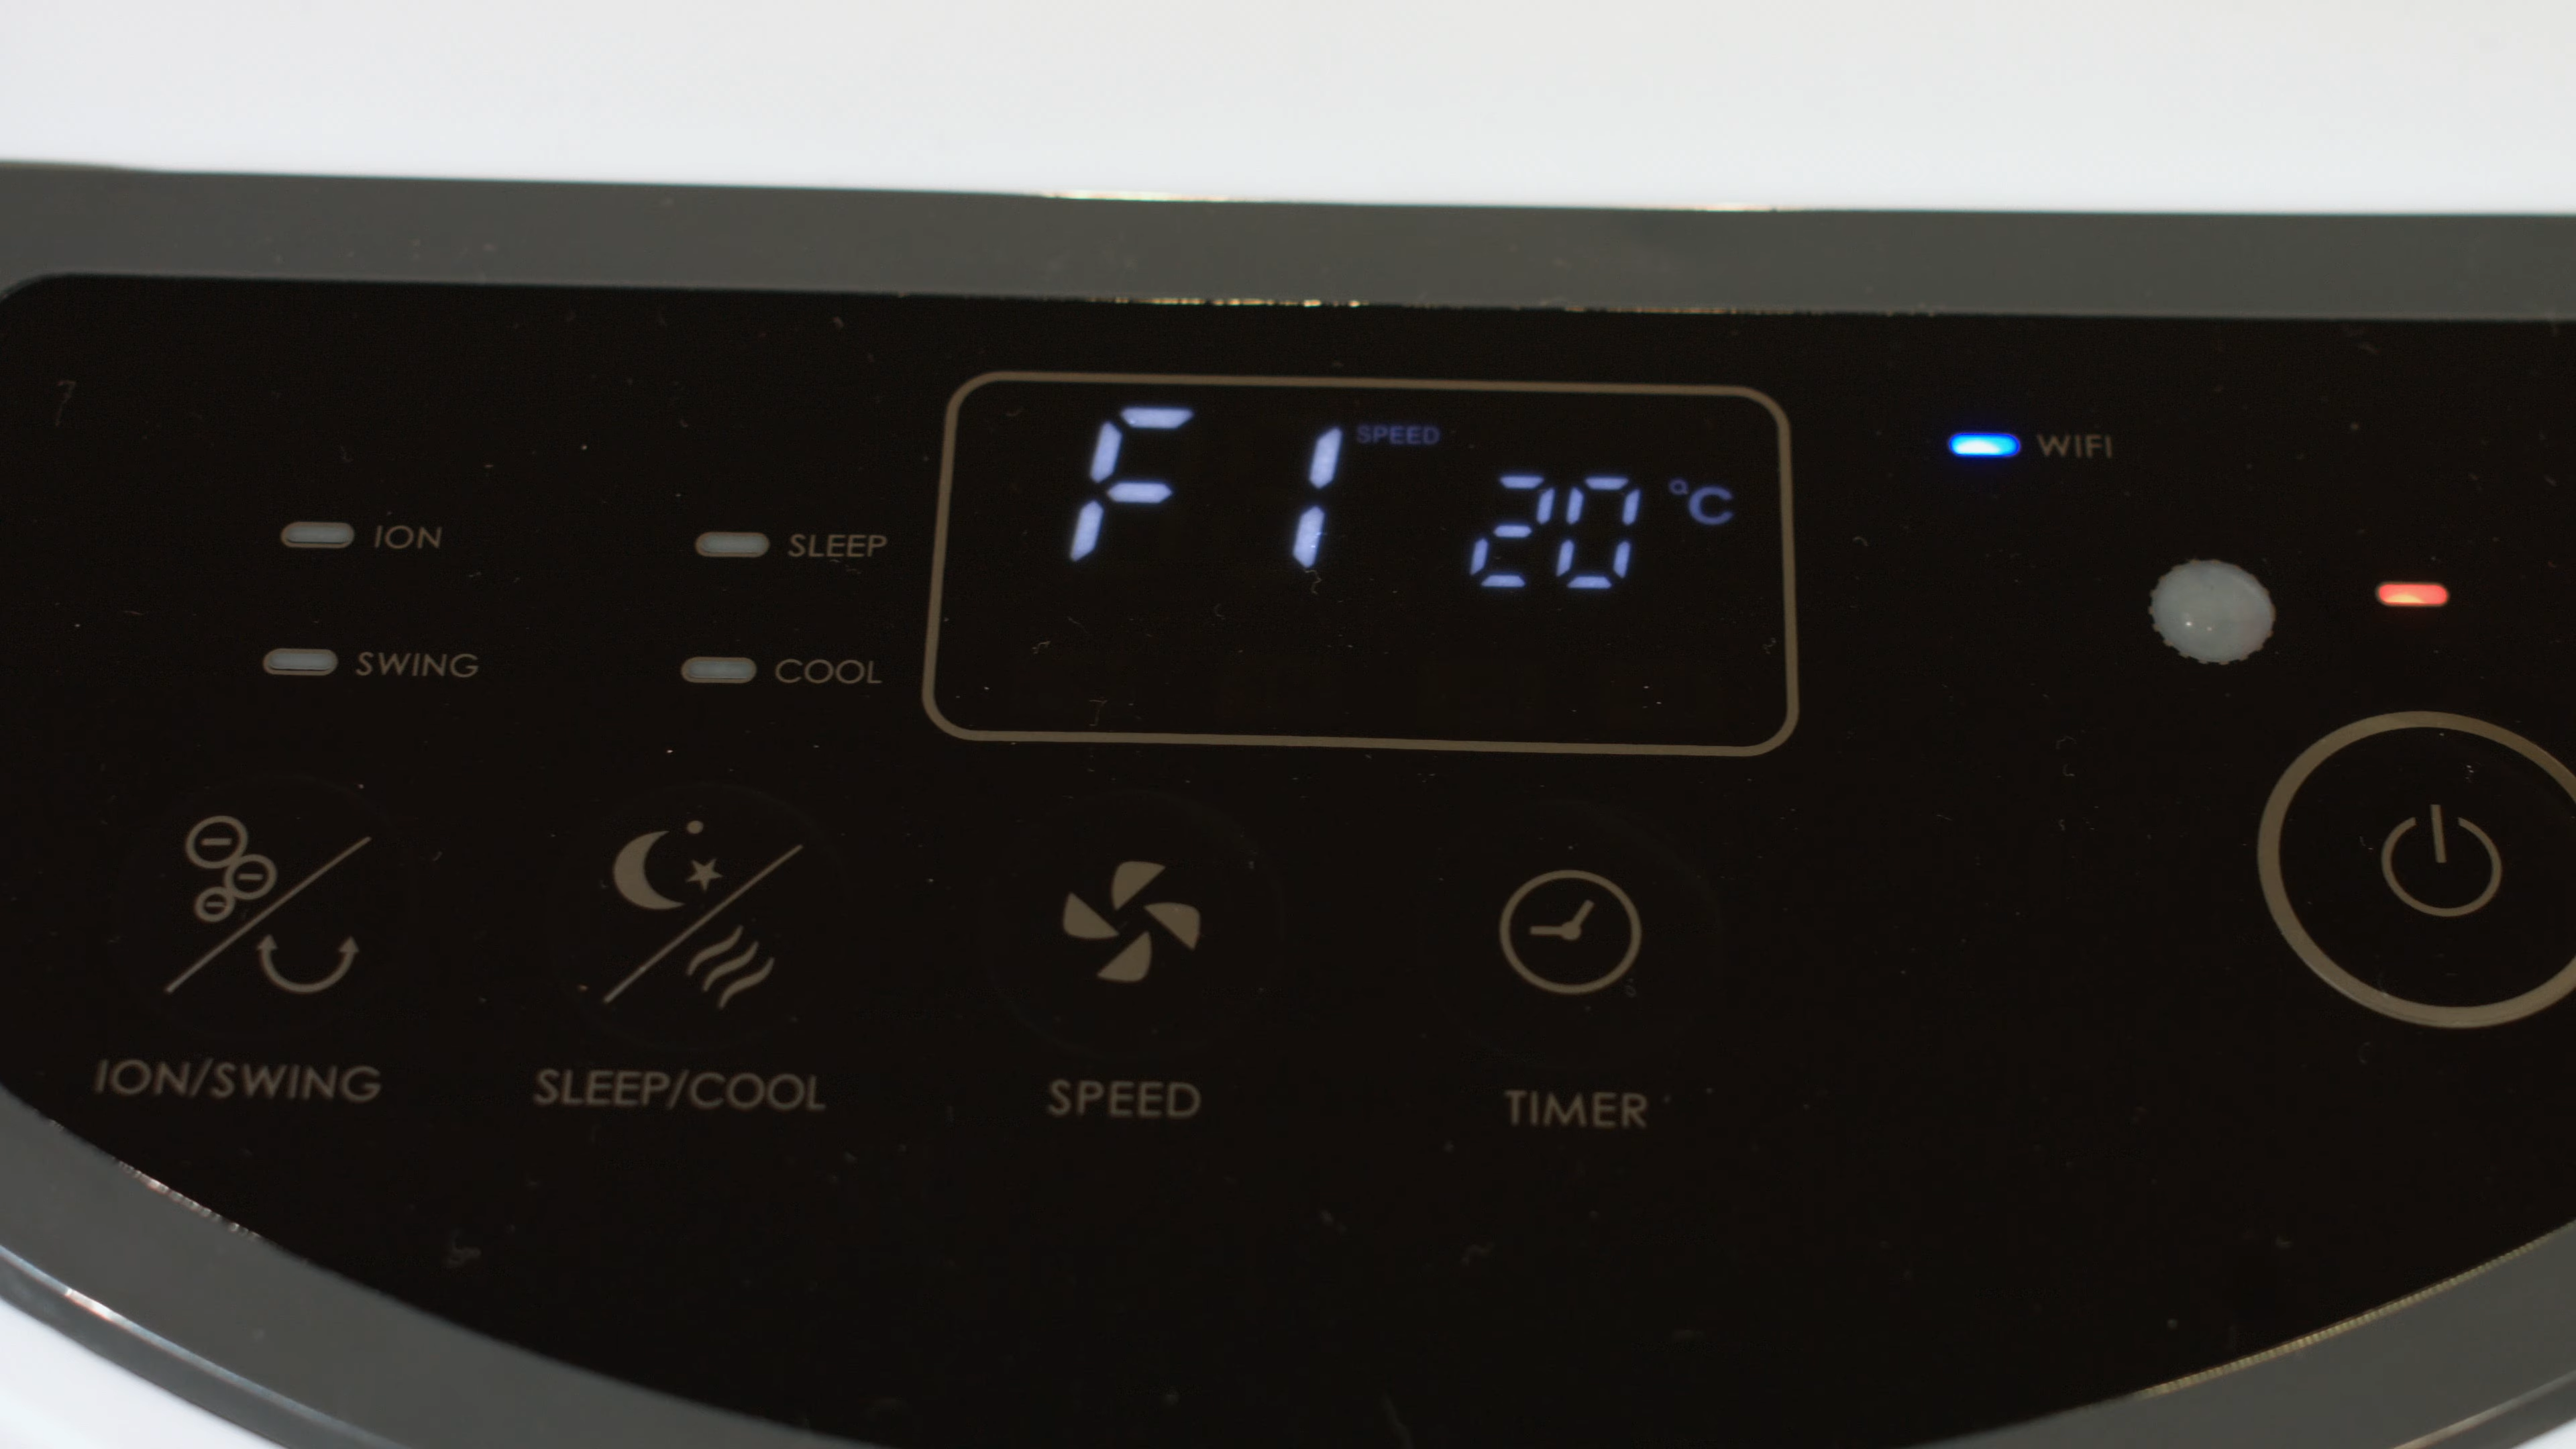 F1 SPEED 20 °C
WIFI
ION
SLEEP
SWING
COOL
ION/SWING
SLEEP/COOL
SPEED
TIMER